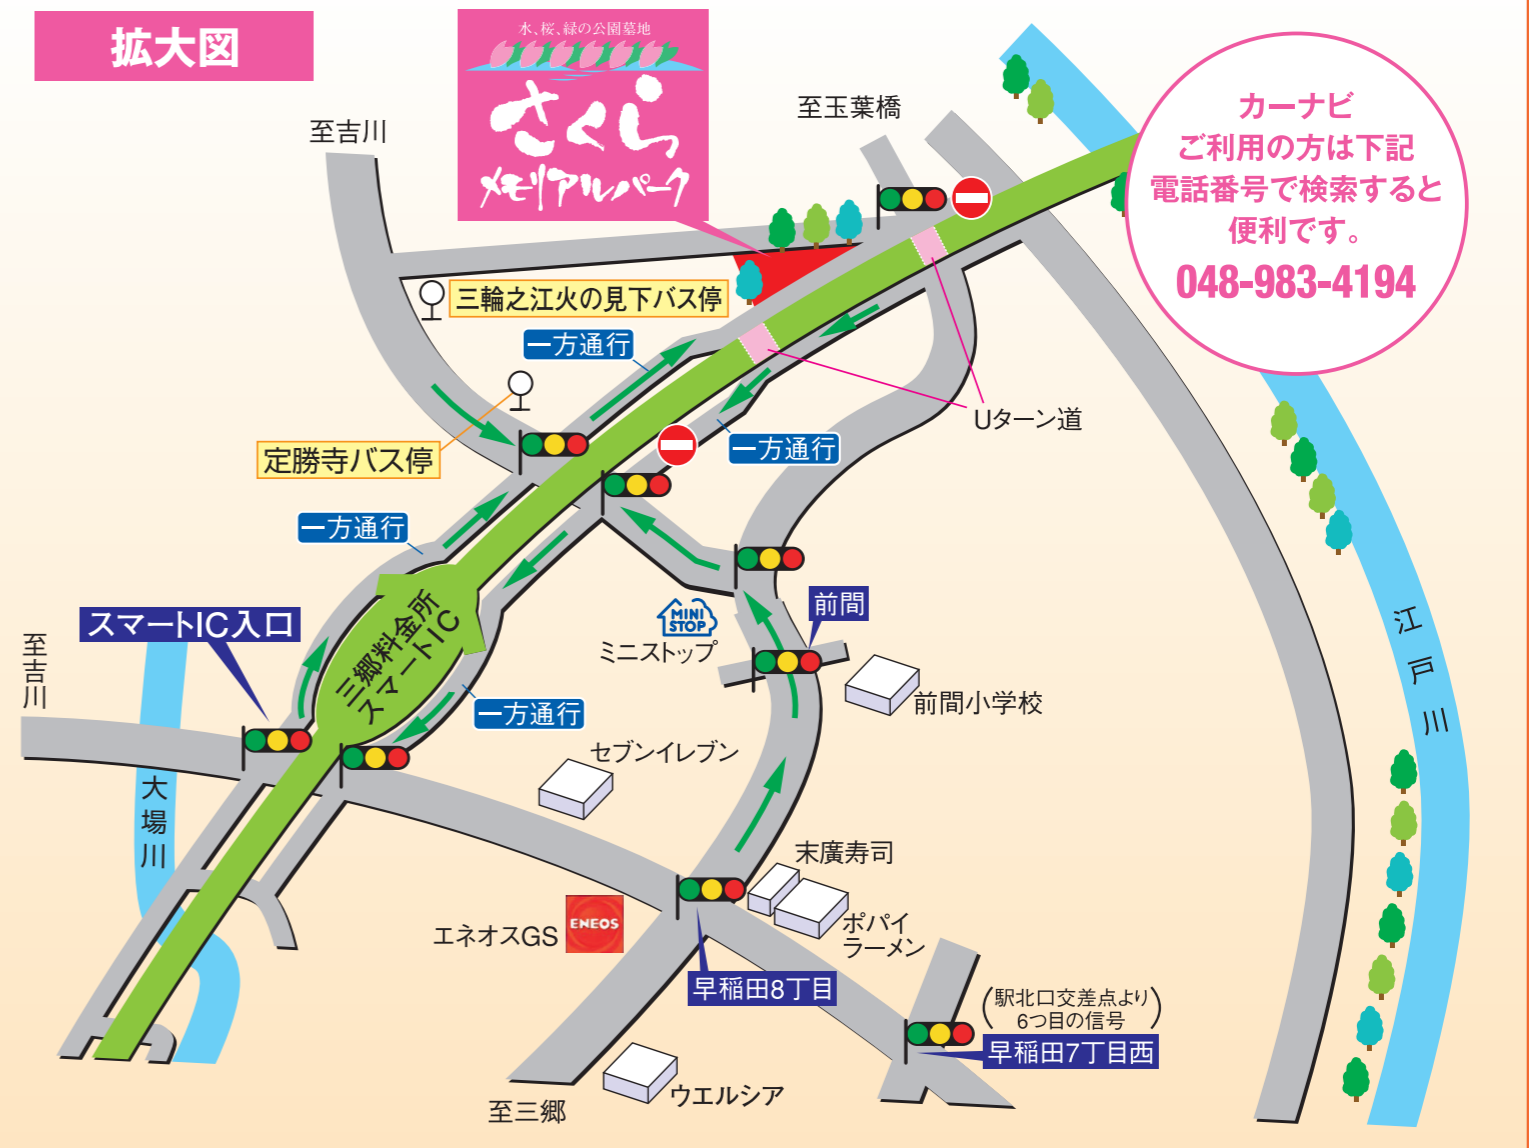 拡大図
水、桜、緑の公園墓地
さくら
メモリアルパーク
至吉川
至玉葉橋
カーナビ
ご利用の方は下記
電話番号で検索すると
便利です。
048-983-4194
三輪之江火の見下バス停
一方通行
定勝寺バス停
一方通行
Uターン道
一方通行
スマートIC入口
至吉川
三郷料金所
スマートIC
MINI
STOP
ミニストップ
前間
前間小学校
江戸川
一方通行
セブンイレブン
大場川
末廣寿司
ポパイ
ラーメン
エネオスGS
ENEOS
早稲田8丁目
(駅北口交差点より
6つ目の信号)
早稲田7丁目西
ウエルシア
至三郷